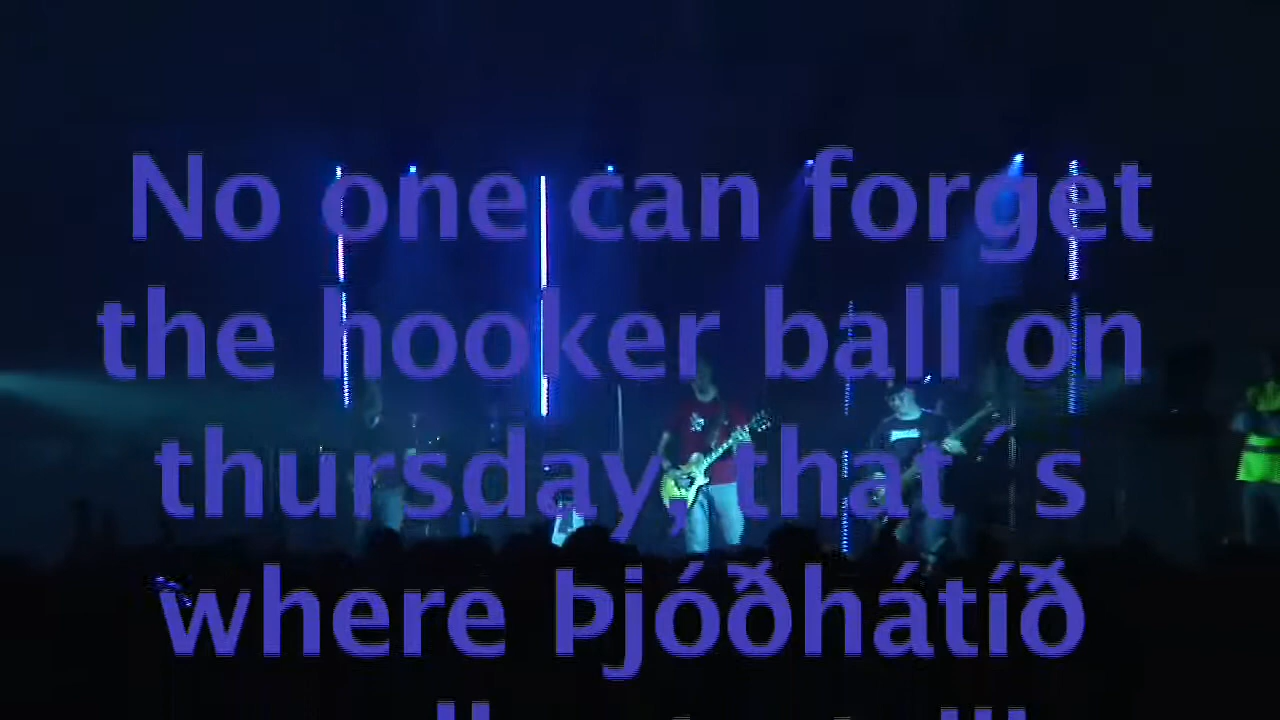 No one can forget
the hooker ball on
thursday, that´s
where Þjóðhátíð